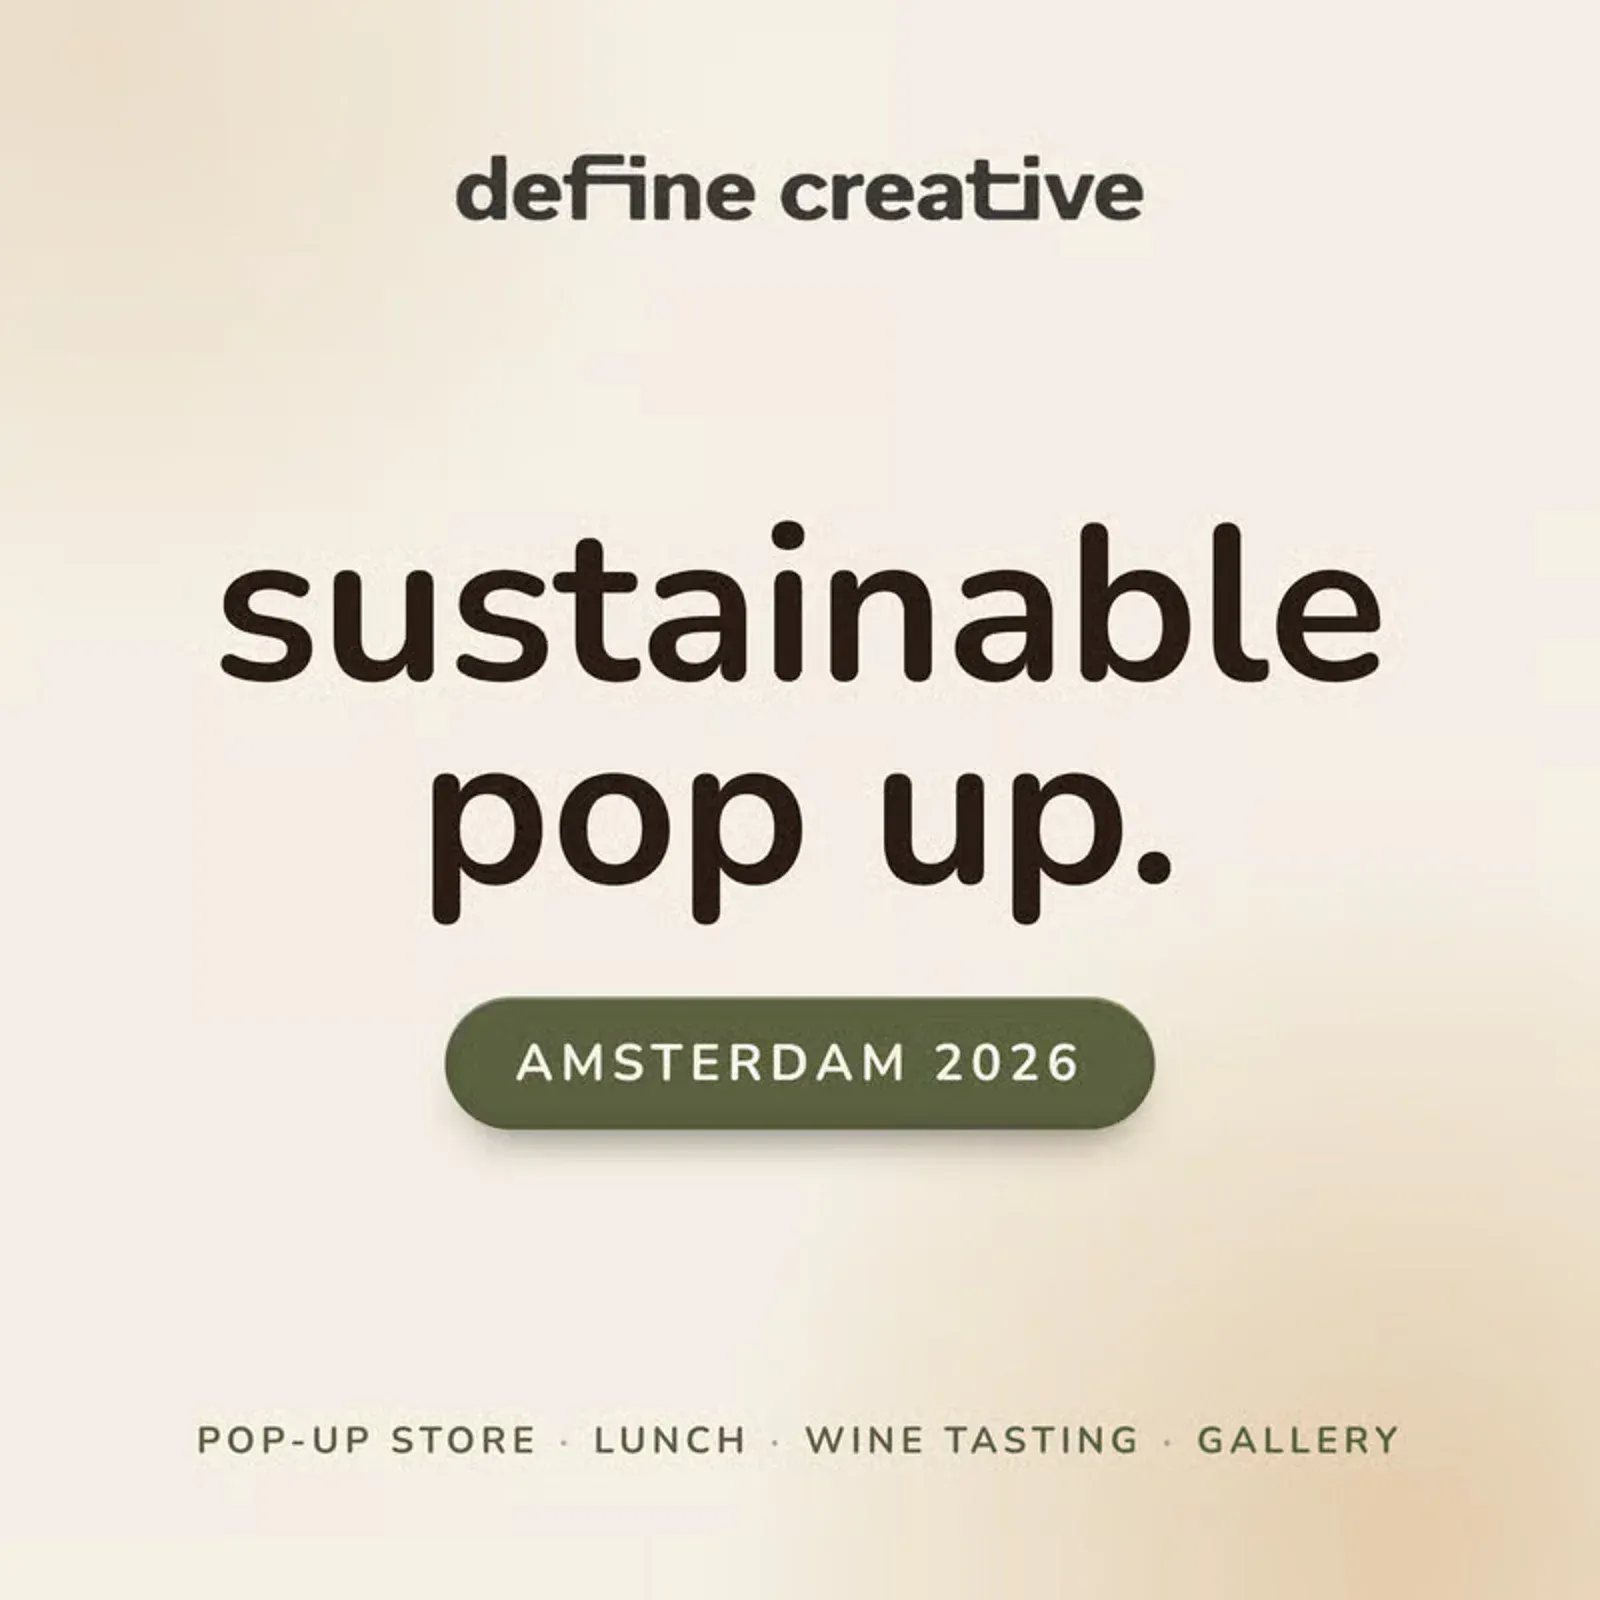 define creative
sustainable
pop up.
AMSTERDAM 2026
POP-UP STORE · LUNCH · WINE TASTING · GALLERY